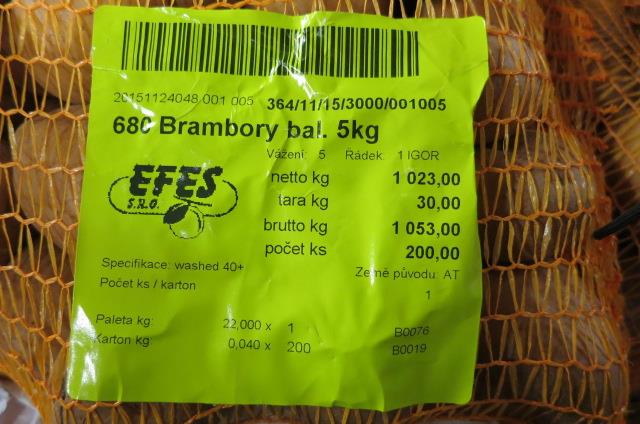 20151124048 001 005 364/11/15/3000/001005
680 Brambory bal. 5kg
Vážení: 5 Řádek: 1 IGOR
netto kg 1 023,00
tara kg 30,00
brutto kg 1 053,00
počet ks 200,00
EFES
S.R.O.
Specifikace: washed 40+
Země původu: AT
Počet ks / karton 1
Paleta kg: 22,000 x 1 B0076
Karton kg: 0,040 x 200 B0019